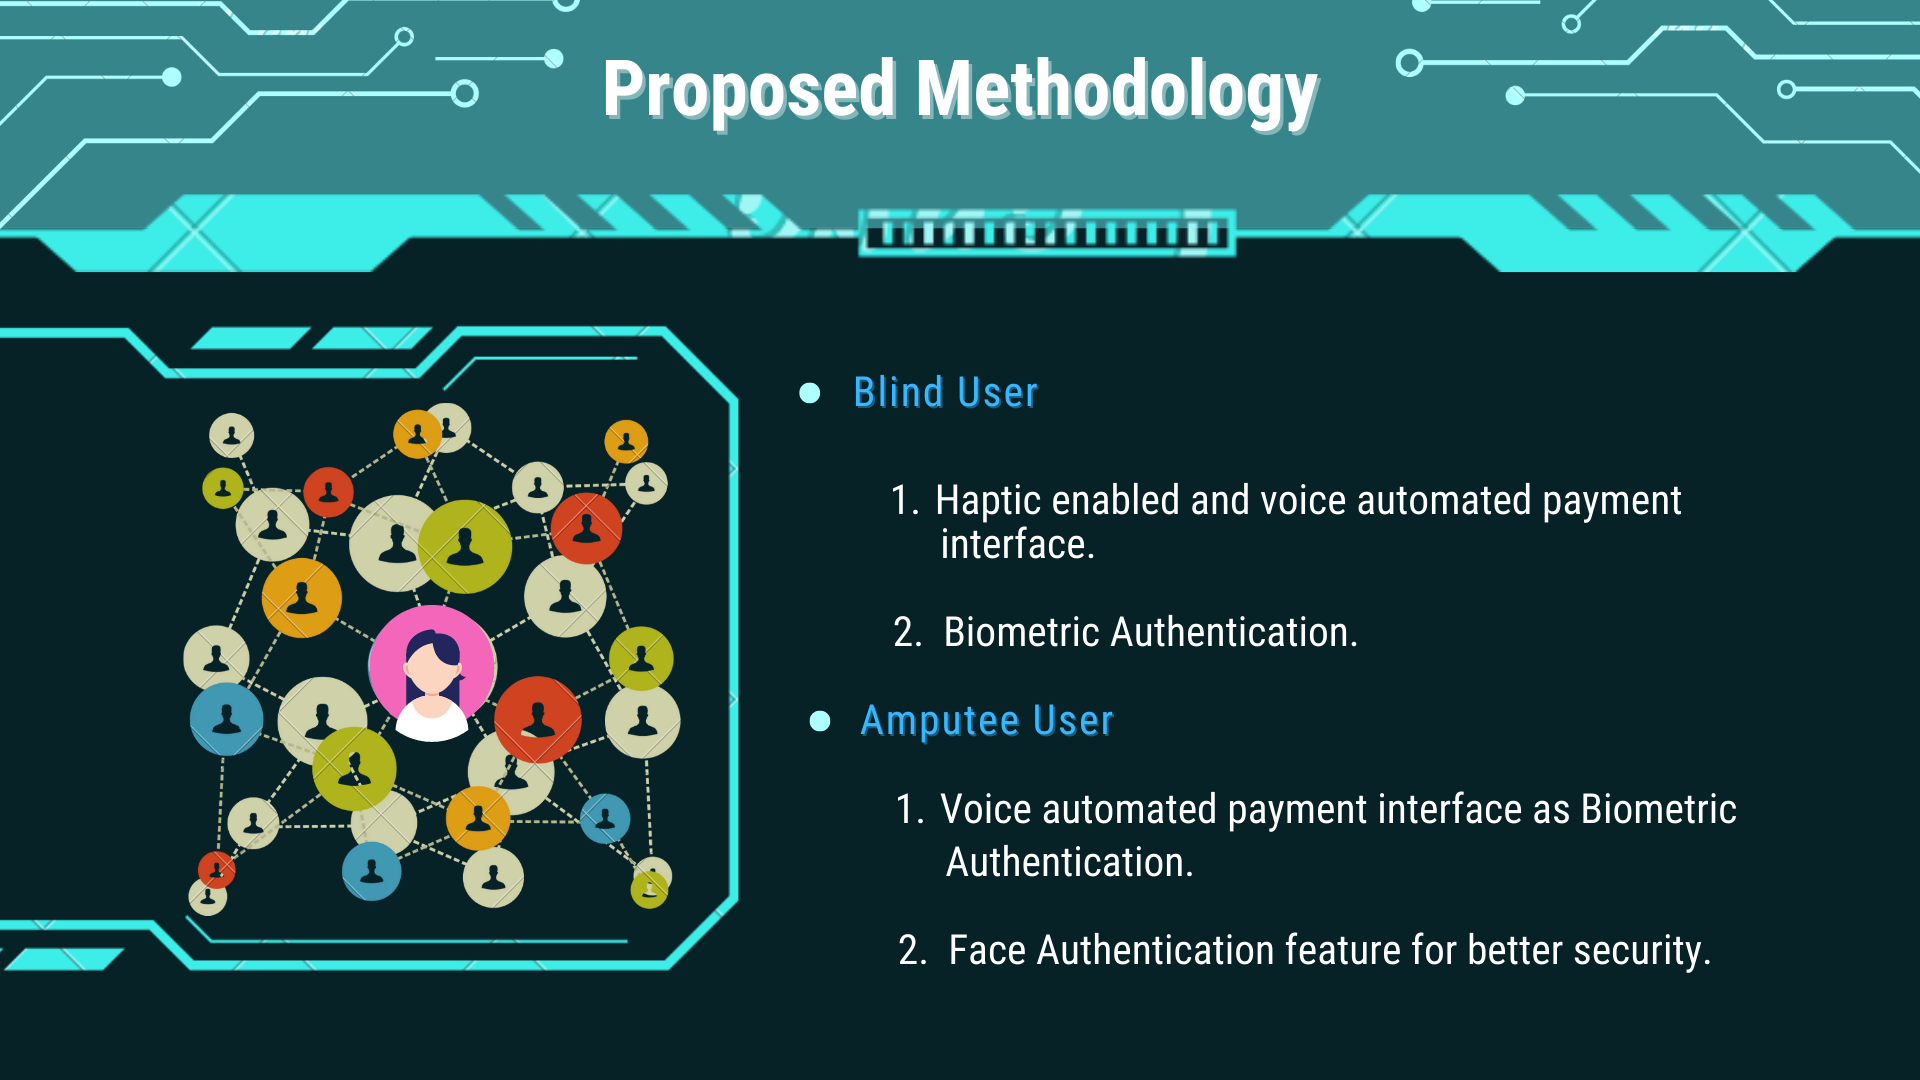 Proposed Methodology
Blind User
1. Haptic enabled and voice automated payment
interface.
2. Biometric Authentication.
Amputee User
1. Voice automated payment interface as Biometric
Authentication.
2. Face Authentication feature for better security.